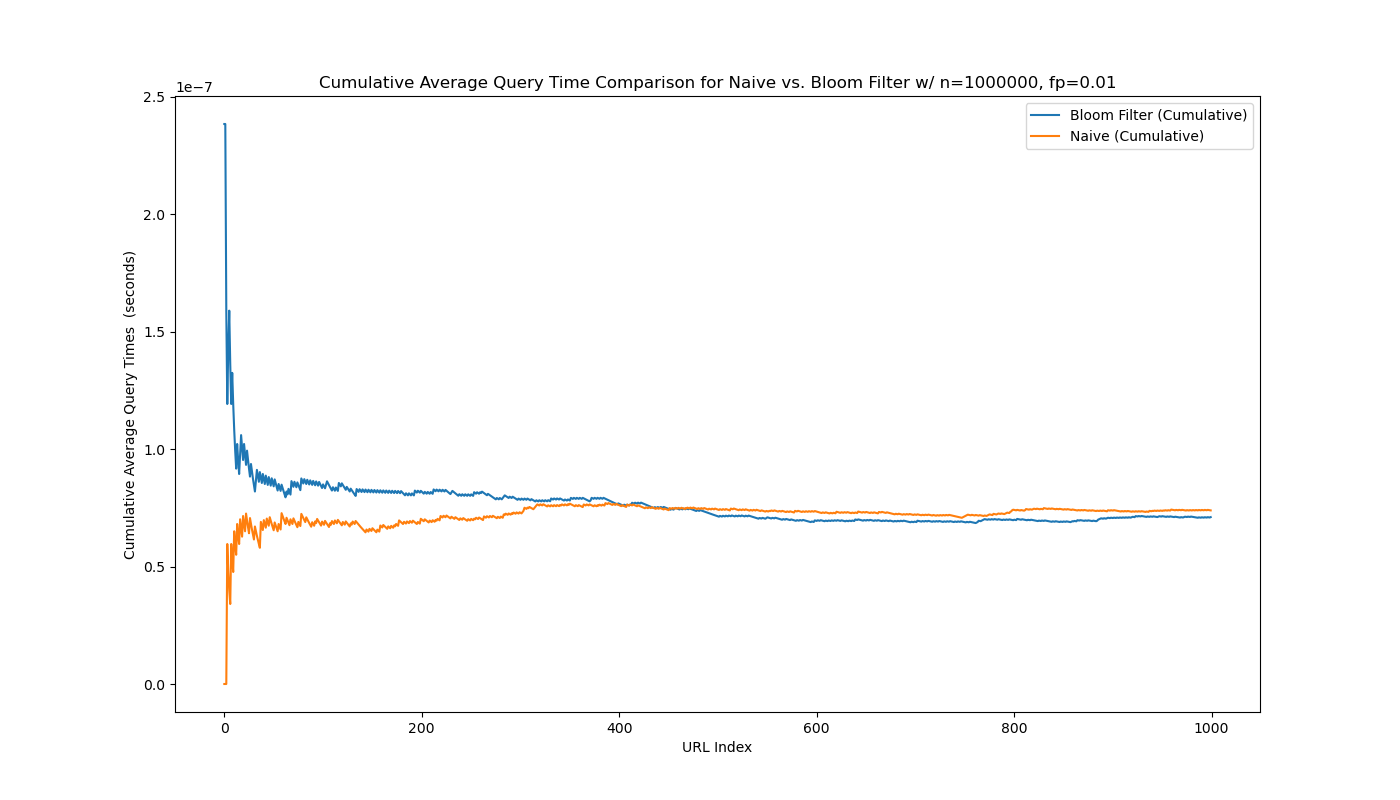 Cumulative Average Query Time Comparison for Naive vs. Bloom Filter w/ n=1000000, fp=0.01
1e−7
2.5
2.0
1.5
1.0
0.5
0.0
Cumulative Average Query Times  (seconds)
Bloom Filter (Cumulative)
Naive (Cumulative)
0
200
400
600
800
1000
URL Index